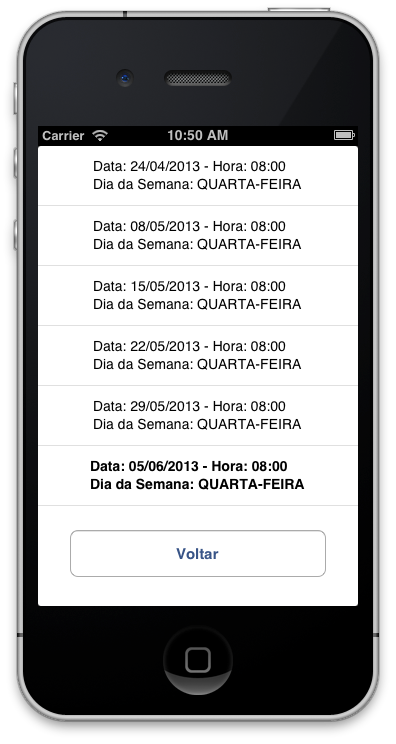 Carrier 10:50 AM
Data: 24/04/2013 - Hora: 08:00
Dia da Semana: QUARTA-FEIRA
Data: 08/05/2013 - Hora: 08:00
Dia da Semana: QUARTA-FEIRA
Data: 15/05/2013 - Hora: 08:00
Dia da Semana: QUARTA-FEIRA
Data: 22/05/2013 - Hora: 08:00
Dia da Semana: QUARTA-FEIRA
Data: 29/05/2013 - Hora: 08:00
Dia da Semana: QUARTA-FEIRA
Data: 05/06/2013 - Hora: 08:00
Dia da Semana: QUARTA-FEIRA
Voltar